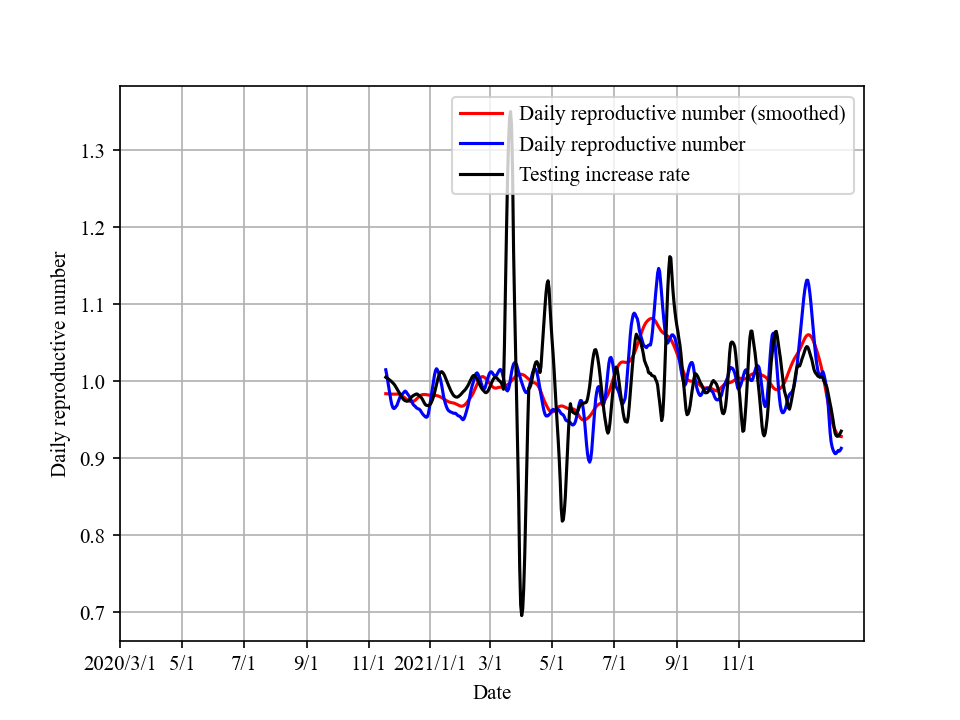 Daily reproductive number (smoothed)
Daily reproductive number
Testing increase rate
Daily reproductive number
1.3
1.2
1.1
1.0
0.9
0.8
0.7
2020/3/1 5/1 7/1 9/1 11/1 2021/1/1 3/1 5/1 7/1 9/1 11/1
Date